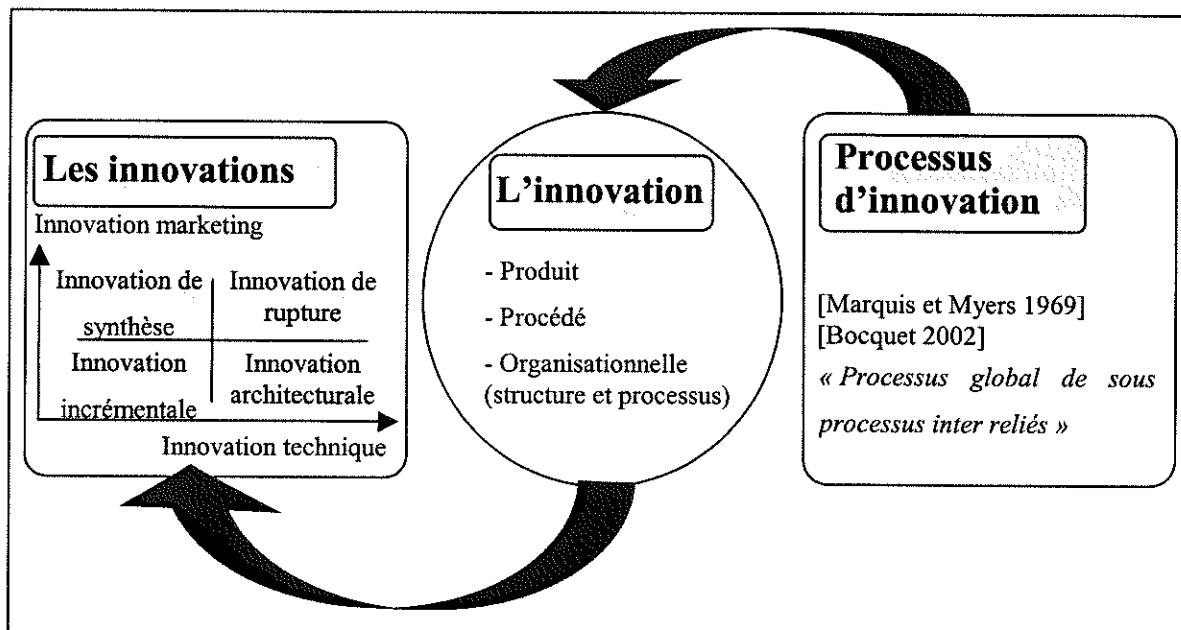 Les innovations
Innovation marketing
Innovation de
synthèse
Innovation de
rupture
Innovation
incrémentale
Innovation
architecturale
Innovation technique
L'innovation
- Produit
- Procédé
- Organisationnelle
(structure et processus)
Processus
d'innovation
[Marquis et Myers 1969]
[Bocquet 2002]
« Processus global de sous
processus inter reliés »